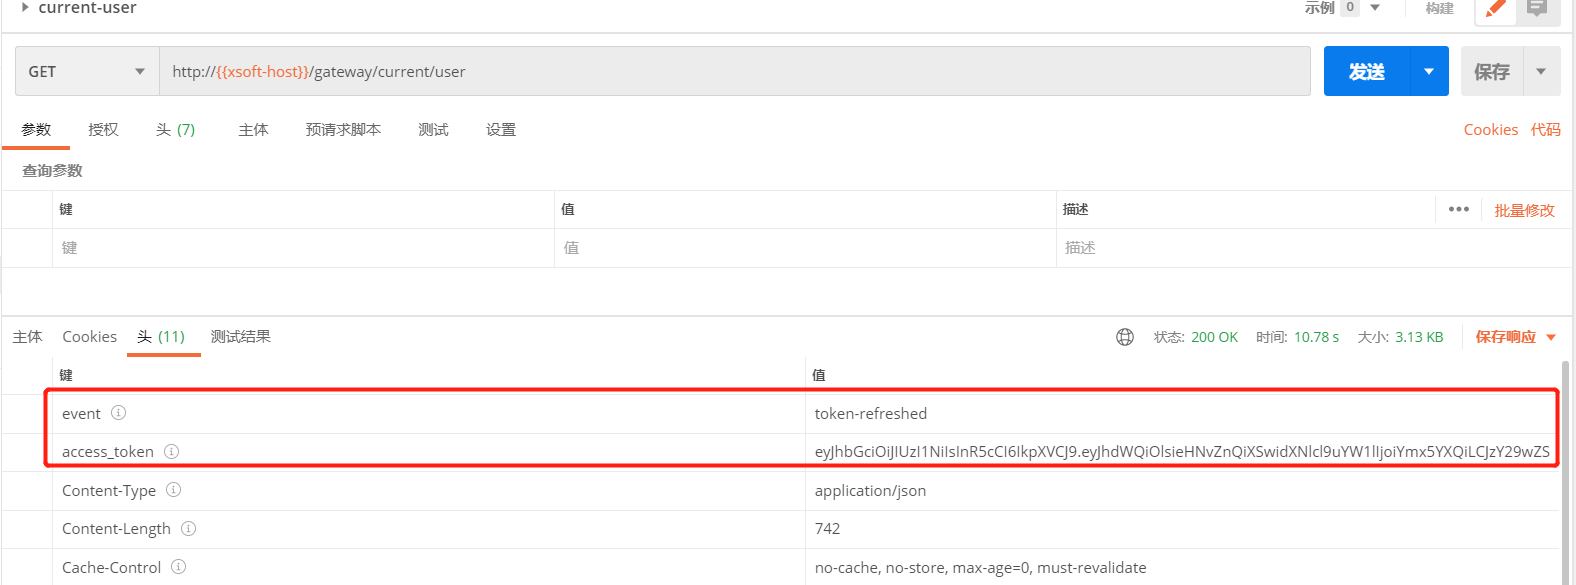 current-user 示例 0 构建
GET http://{{xsoft-host}}/gateway/current/user 发送 保存
参数 授权 头 (7) 主体 预请求脚本 测试 设置 Cookies 代码
查询参数
键 值 描述 ••• 批量修改
键 值 描述
主体 Cookies 头 (11) 测试结果 状态: 200 OK 时间: 10.78 s 大小: 3.13 KB 保存响应
键 值
event token-refreshed
access_token eyJhbGciOiJIUzI1NiIsInR5cCI6IkpXVCJ9.eyJhdWQiOlsieHNvZnQiXSwidXNlcl9uYW1lIjoiYmx5YXQiLCJzY29wZS
Content-Type application/json
Content-Length 742
Cache-Control no-cache, no-store, max-age=0, must-revalidate